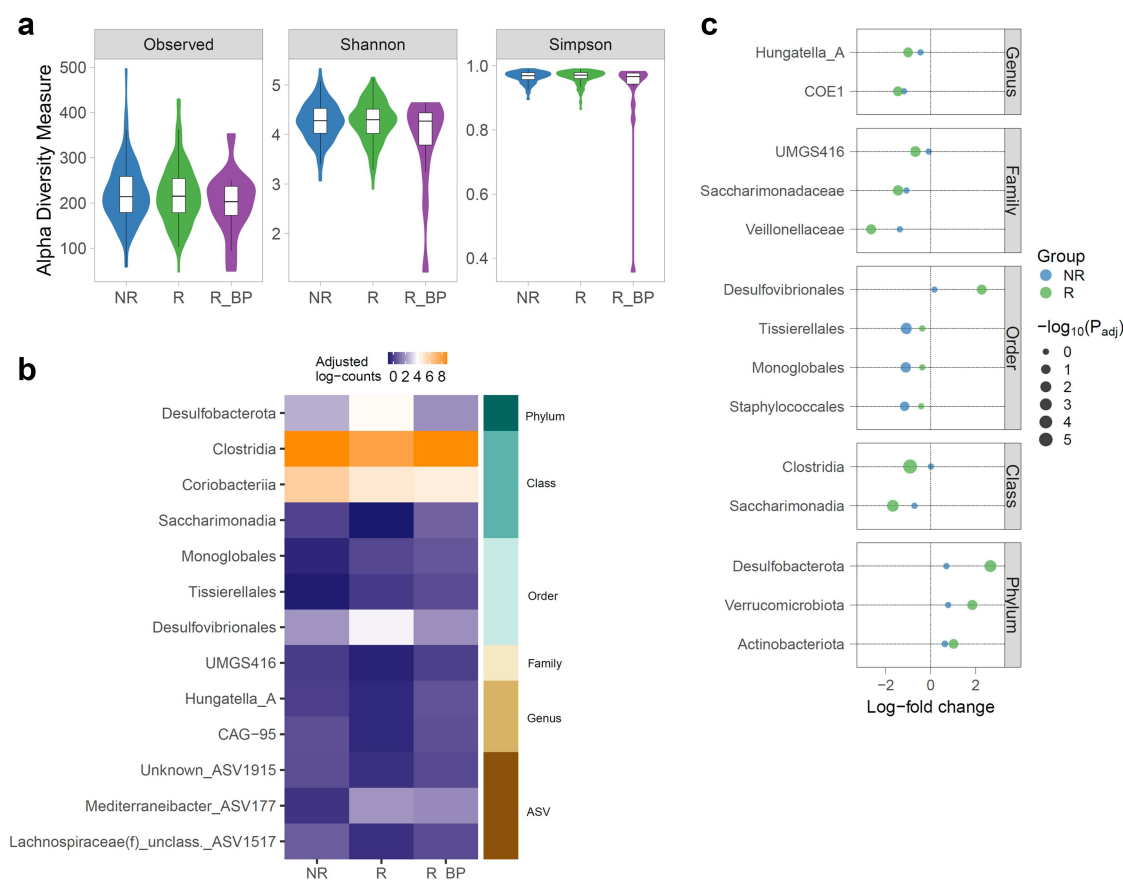 a
Observed
Shannon
Simpson
Alpha Diversity Measure
500
400
300
200
100
5
4
3
2
1.0
0.8
0.6
0.4
NR
R
R_BP
NR
R
R_BP
NR
R
R_BP
b
Adjusted
log-counts
0 2 4 6 8
Desulfobacterota
Clostridia
Coriobacteriia
Saccharimonadia
Monoglobales
Tissierellales
Desulfovibrionales
UMGS416
Hungatella_A
CAG−95
Unknown_ASV1915
Mediterraneibacter_ASV177
Lachnospiraceae(f)_unclass._ASV1517
Phylum
Class
Order
Family
Genus
ASV
NR
R
R BP
c
Hungatella_A
COE1
Genus
UMGS416
Saccharimonadaceae
Veillonellaceae
Family
Desulfovibrionales
Tissierellales
Monoglobales
Staphylococcales
Order
Clostridia
Saccharimonadia
Class
Desulfobacterota
Verrucomicrobiota
Actinobacteriota
Phylum
−2
0
2
Log−fold change
Group
NR
R
−log10(Padj)
0
1
2
3
4
5